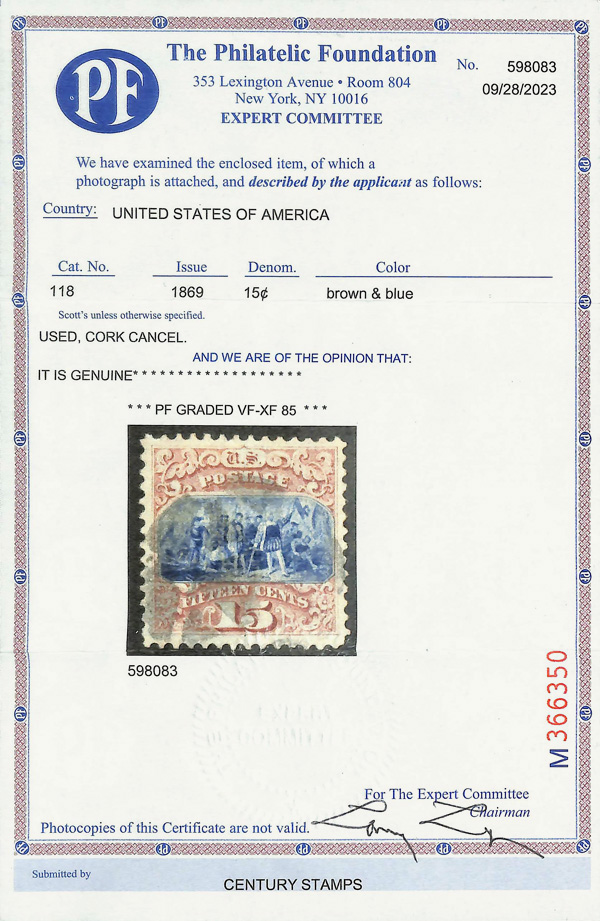 PF
The Philatelic Foundation
No. 598083
353 Lexington Avenue • Room 804
09/28/2023
New York, NY 10016
EXPERT COMMITTEE
We have examined the enclosed item, of which a
photograph is attached, and described by the applicant as follows:
Country: UNITED STATES OF AMERICA
Cat. No. Issue Denom. Color
118 1869 15¢ brown & blue
Scott's unless otherwise specified.
USED, CORK CANCEL.
AND WE ARE OF THE OPINION THAT:
IT IS GENUINE* * * * * * * * * * * * * * * * * * *
* * * PF GRADED VF-XF 85 * * *
U.S.
POSTAGE
FIFTEEN CENTS
15
598083
M 366350
For The Expert Committee
Chairman
Photocopies of this Certificate are not valid.
Submitted by
CENTURY STAMPS